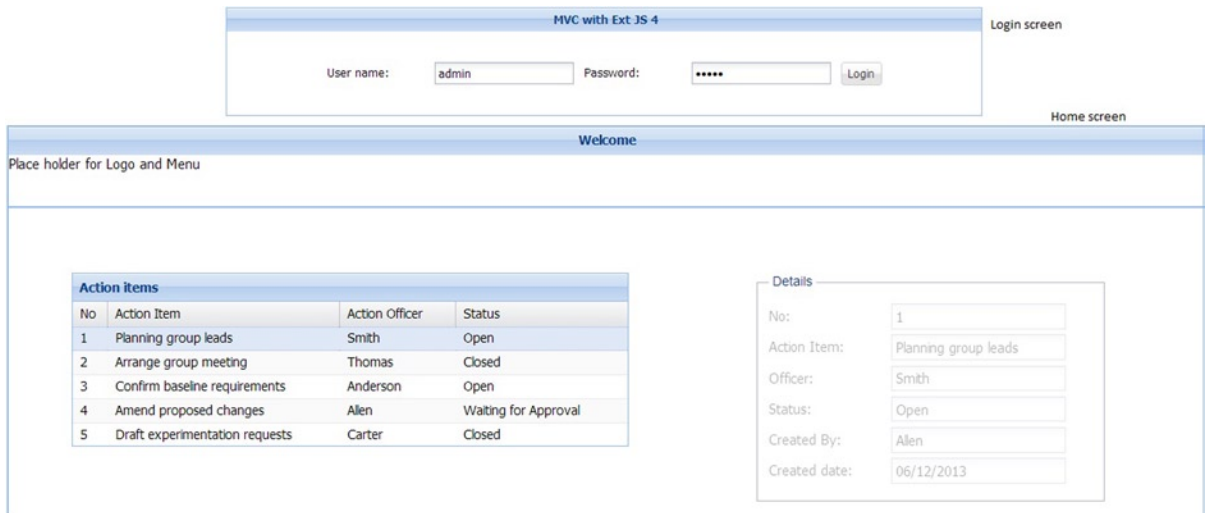 MVC with Ext JS 4
Login screen
User name: admin Password: ••••• Login
Home screen
Welcome
Place holder for Logo and Menu
Action items
No Action Item Action Officer Status
1 Planning group leads Smith Open
2 Arrange group meeting Thomas Closed
3 Confirm baseline requirements Anderson Open
4 Amend proposed changes Allen Waiting for Approval
5 Draft experimentation requests Carter Closed
Details
No: 1
Action Item: Planning group leads
Officer: Smith
Status: Open
Created By: Allen
Created date: 06/12/2013